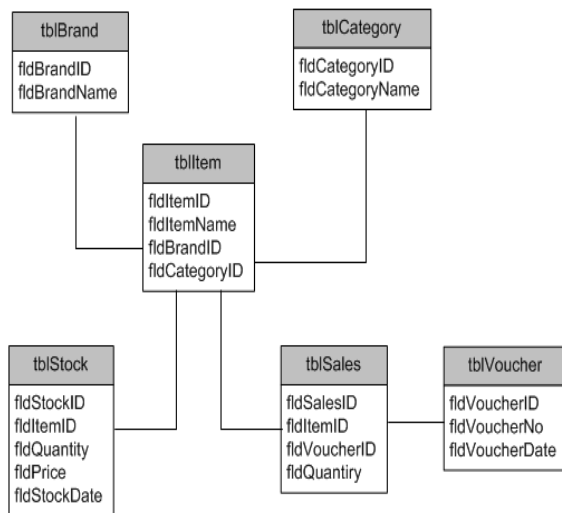 tblBrand
fldBrandID
fldBrandName
tblCategory
fldCategoryID
fldCategoryName
tblItem
fldItemID
fldItemName
fldBrandID
fldCategoryID
tblStock
fldStockID
fldItemID
fldQuantity
fldPrice
fldStockDate
tblSales
fldSalesID
fldItemID
fldVoucherID
fldQuantiry
tblVoucher
fldVoucherID
fldVoucherNo
fldVoucherDate